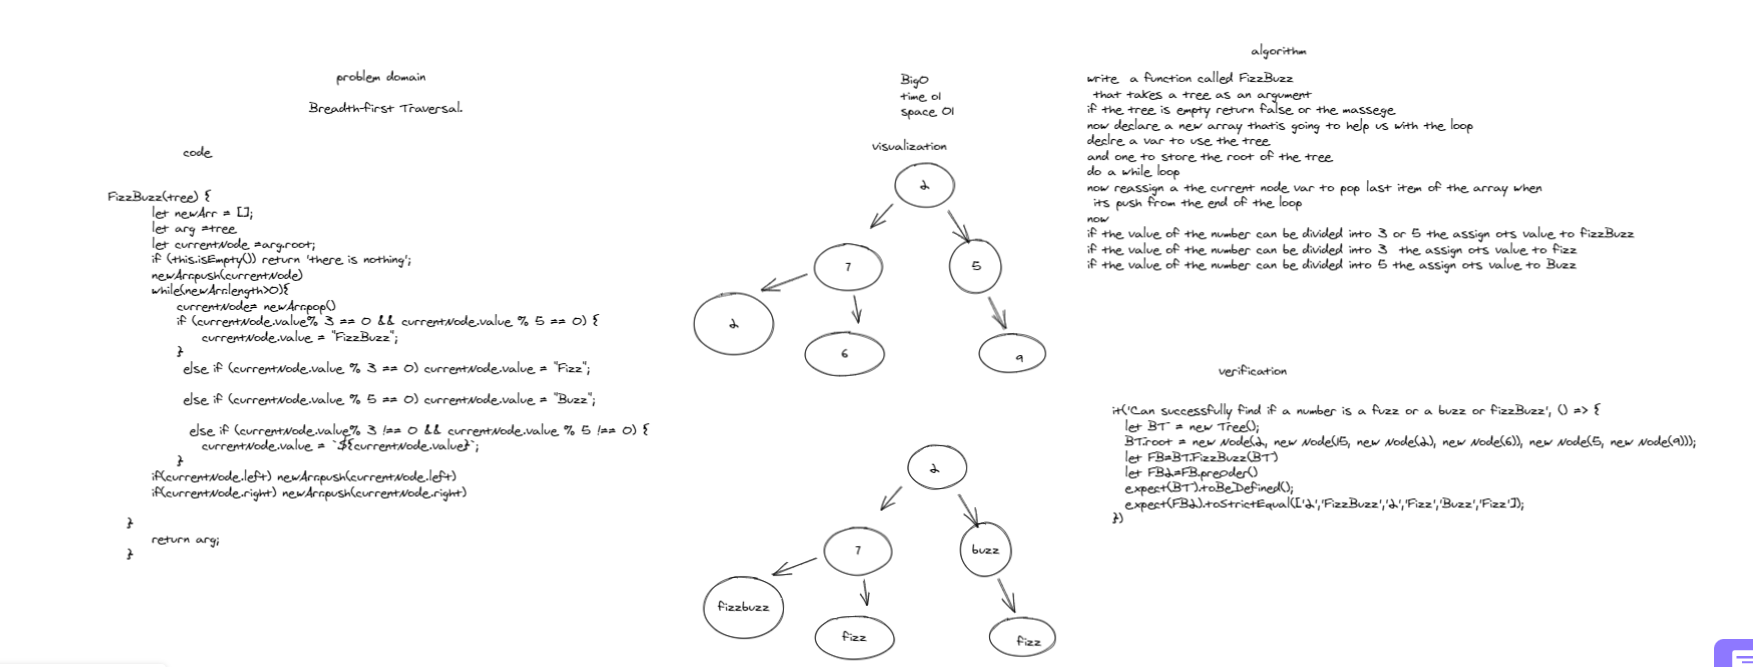 problem domain
Breadth-first Traversal.
code
FizzBuzz(tree) {
let newArr = [];
let arg =tree
let currentNode =arg.root;
if (this.isEmpty()) return 'there is nothing';
newArr.push(currentNode)
while(newArr.length>0){
currentNode= newArr.pop()
if (currentNode.value% 3 == 0 && currentNode.value % 5 == 0) {
currentNode.value = "FizzBuzz";
}
else if (currentNode.value % 3 == 0) currentNode.value = "Fizz";
else if (currentNode.value % 5 == 0) currentNode.value = "Buzz";
else if (currentNode.value% 3 !== 0 && currentNode.value % 5 !== 0) {
currentNode.value = `${currentNode.value}`;
}
if(currentNode.left) newArr.push(currentNode.left)
if(currentNode.right) newArr.push(currentNode.right)
}
return arg;
}
BigO
time o1
space O1
visualization
2
7
5
2
6
9
2
7
buzz
fizzbuzz
fizz
fizz
algorithm
write a function called FizzBuzz
that takes a tree as an argument
if the tree is empty return false or the massege
now declare a new array thatis going to help us with the loop
declre a var to use the tree
and one to store the root of the tree
do a while loop
now reassign a the current node var to pop last item of the array when
its push from the end of the loop
now
if the value of the number can be divided into 3 or 5 the assign ots value to fizzBuzz
if the value of the number can be divided into 3 the assign ots value to fizz
if the value of the number can be divided into 5 the assign ots value to Buzz
verification
it('Can successfully find if a number is a fuzz or a buzz or fizzBuzz', () => {
let BT = new Tree();
BT.root = new Node(2, new Node(15, new Node(2), new Node(6)), new Node(5, new Node(9)));
let FB=BT.FizzBuzz(BT)
let FB2=FB.preOder()
expect(BT).toBeDefined();
expect(FB2).toStrictEqual(['2','FizzBuzz','2','Fizz','Buzz','Fizz']);
})